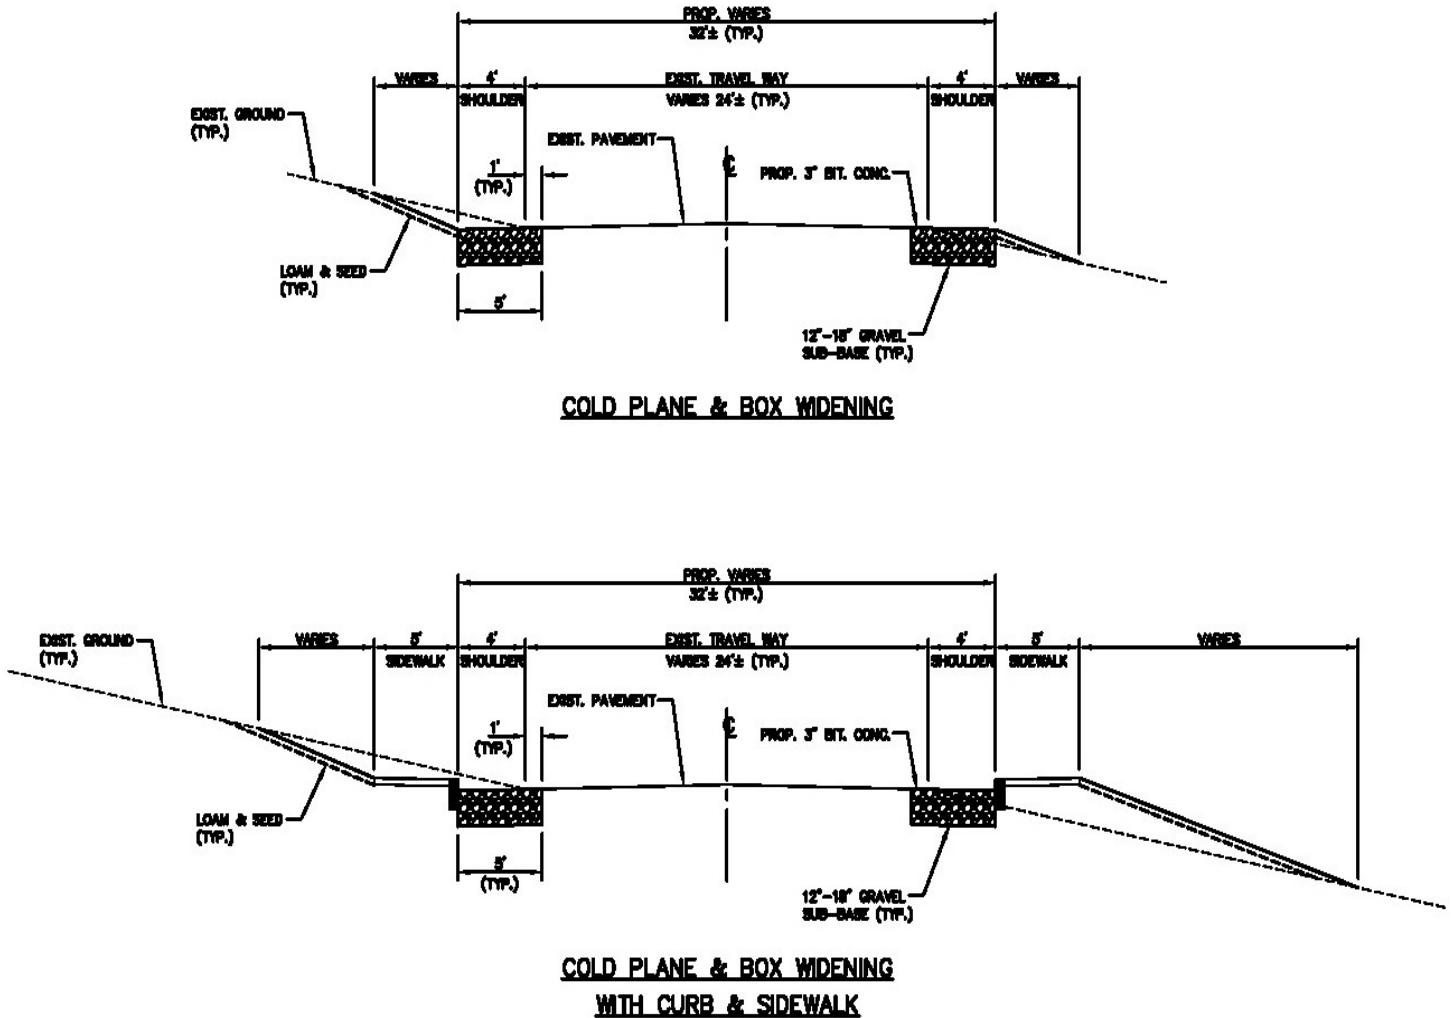 PROP. VARIES
32'± (TYP.)
VARIES 4' EXIST. TRAVEL WAY 4' VARIES
SHOULDER VARIES 24'± (TYP.) SHOULDER
EXIST. GROUND
(TYP.)
EXIST. PAVEMENT
1'
(TYP.)
℄
PROP. 3" BIT. CONC.
LOAM & SEED
(TYP.)
5'
12"-18" GRAVEL
SUB-BASE (TYP.)
COLD PLANE & BOX WIDENING
PROP. VARIES
32'± (TYP.)
VARIES 5' 4' EXIST. TRAVEL WAY 4' 5' VARIES
SIDEWALK SHOULDER VARIES 24'± (TYP.) SHOULDER SIDEWALK
EXIST. GROUND
(TYP.)
EXIST. PAVEMENT
1'
(TYP.)
℄
PROP. 3" BIT. CONC.
LOAM & SEED
(TYP.)
5'
(TYP.)
12"-18" GRAVEL
SUB-BASE (TYP.)
COLD PLANE & BOX WIDENING
WITH CURB & SIDEWALK